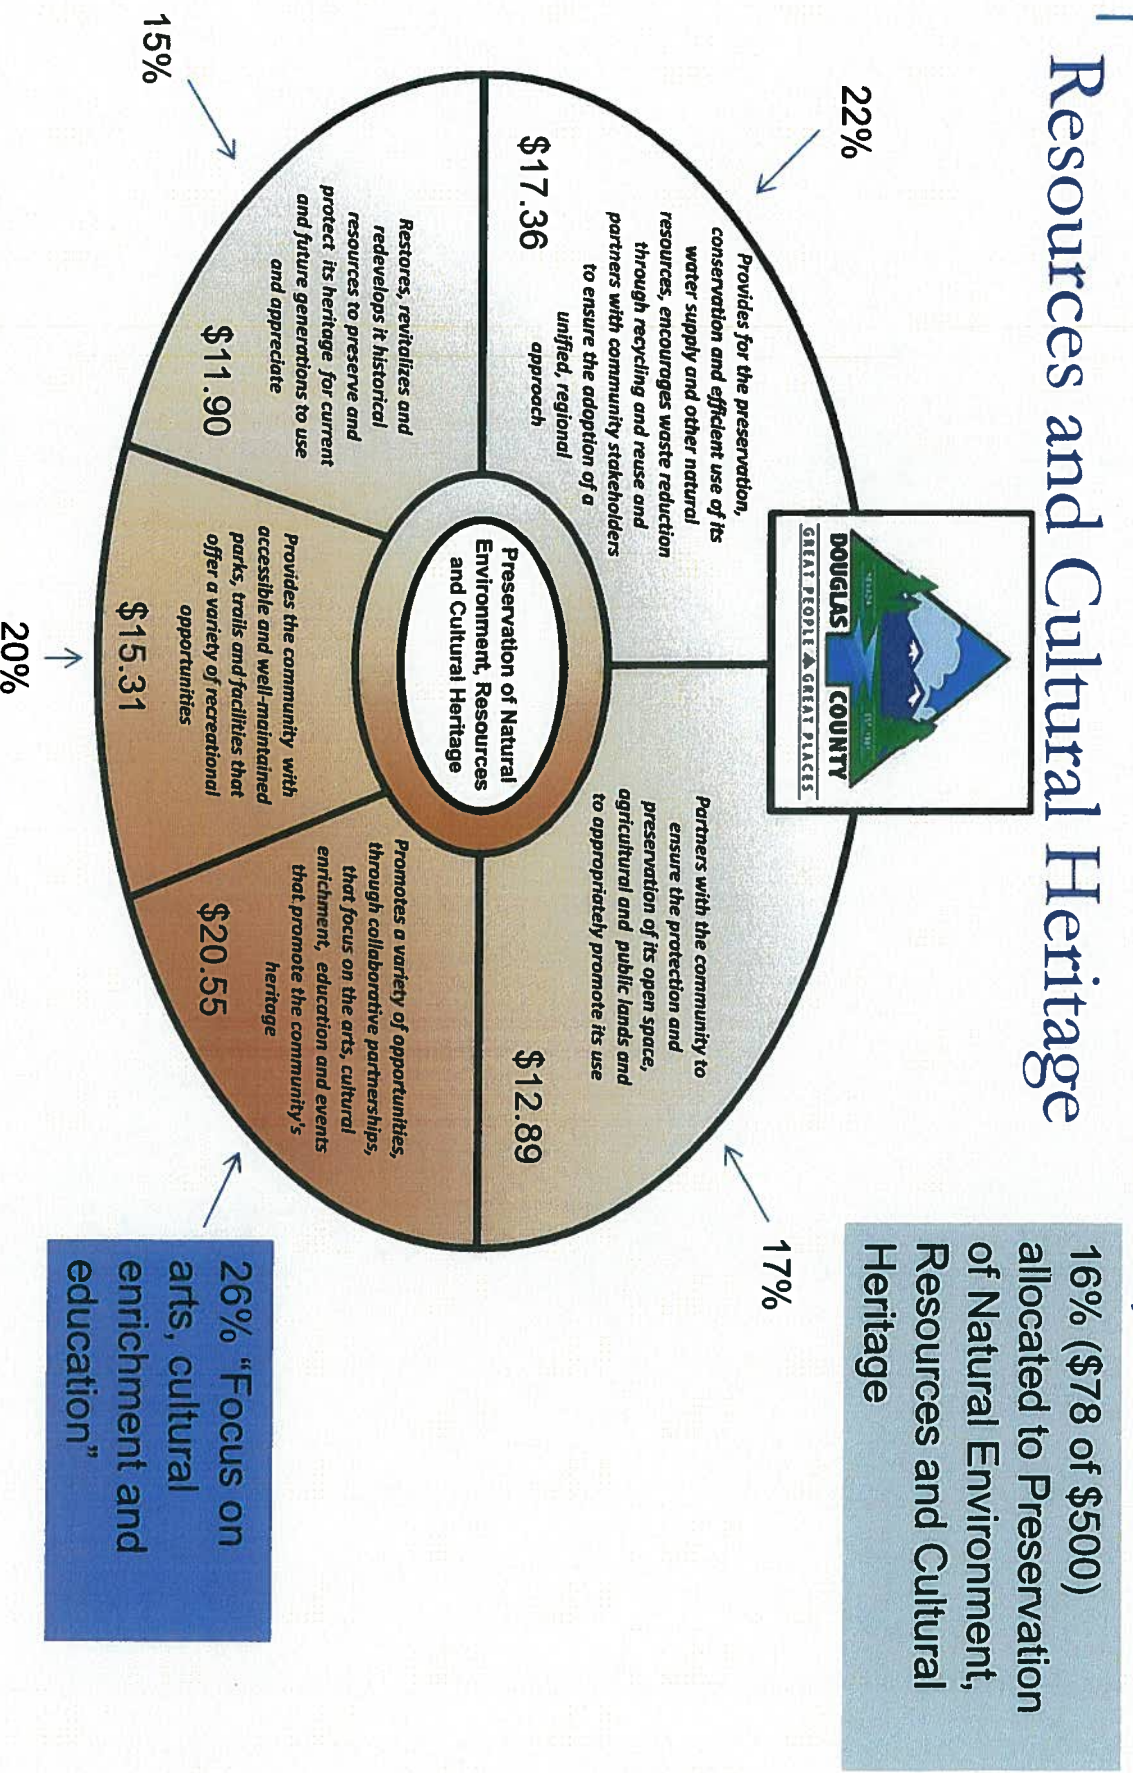 Resources and Cultural Heritage
16% ($78 of $500)
allocated to Preservation
of Natural Environment,
Resources and Cultural
Heritage
22%
DOUGLAS COUNTY
GREAT PEOPLE GREAT PLACES
17%
Provides for the preservation,
conservation and efficient use of its
water supply and other natural
resources, encourages waste reduction
through recycling and reuse and
partners with community stakeholders
to ensure the adoption of a
unified, regional
approach
$17.36
Partners with the community to
ensure the protection and
preservation of its open space,
agricultural and public lands and
to appropriately promote its use
$12.89
Preservation of Natural
Environment, Resources
and Cultural Heritage
Restores, revitalizes and
redevelops it historical
resources to preserve and
protect its heritage for current
and future generations to use
and appreciate
$11.90
15%
Provides the community with
accessible and well-maintained
parks, trails and facilities that
offer a variety of recreational
opportunities
$15.31
20%
Promotes a variety of opportunities,
through collaborative partnerships,
that focus on the arts, cultural
enrichment, education and events
that promote the community's
heritage
$20.55
26% “Focus on
arts, cultural
enrichment and
education”